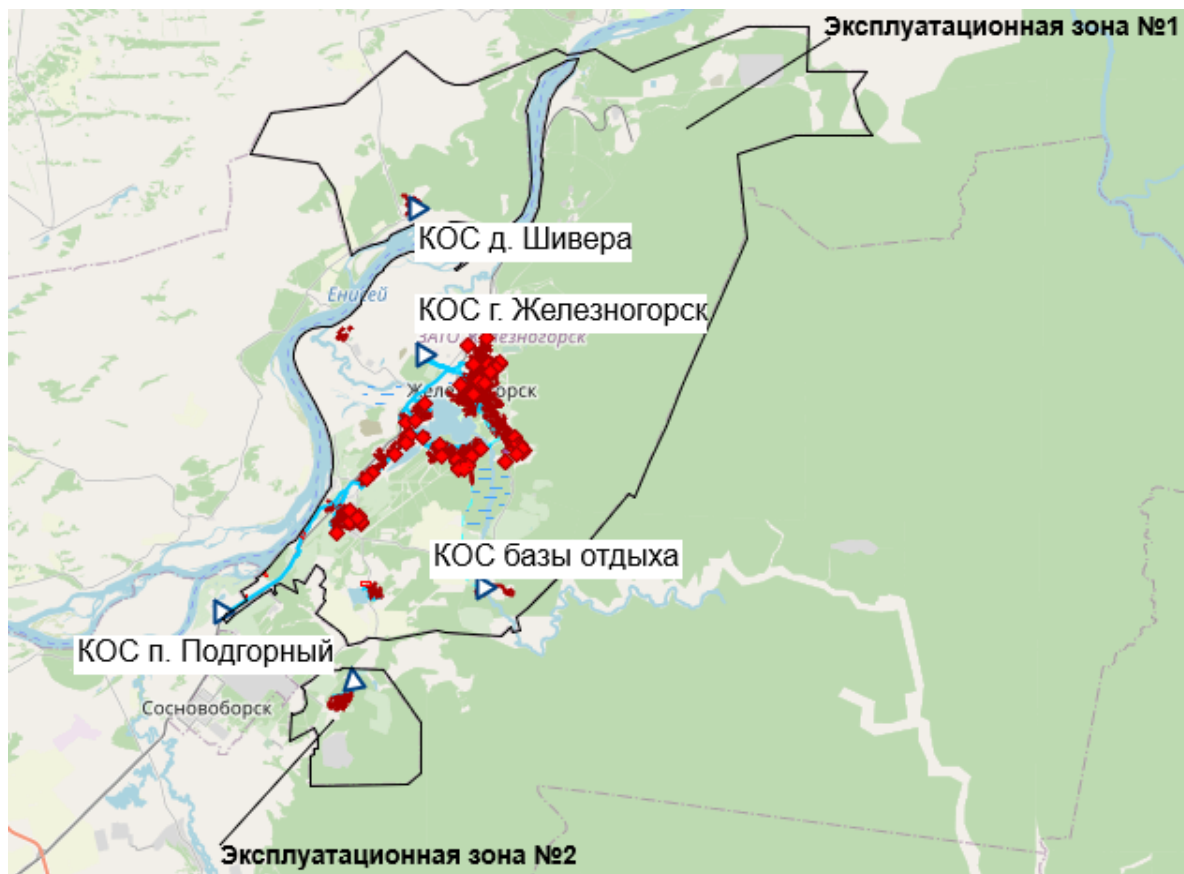 Эксплуатационная зона №1
КОС д. Шивера
Енисей
КОС г. Железногорск
ЗАТО Железногорск
Железногорск
КОС базы отдыха
КОС п. Подгорный
Сосновоборск
Эксплуатационная зона №2